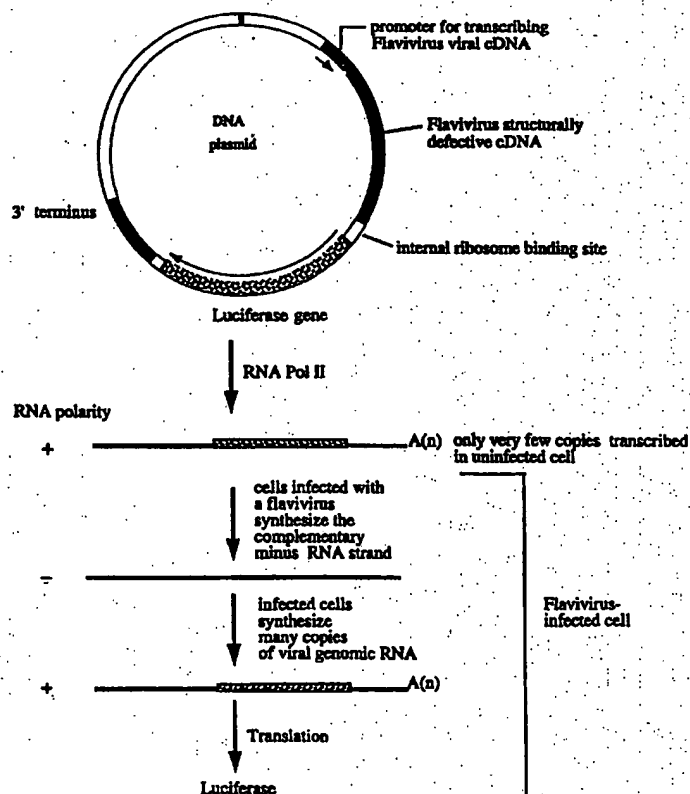 promoter for transcribing
Flavivirus viral cDNA
DNA
plasmid
Flavivirus structurally
defective cDNA
3' terminus
internal ribosome binding site
Luciferase gene
RNA Pol II
RNA polarity
+
A(n)
only very few copies transcribed
in uninfected cell
cells infected with
a flavivirus
synthesize the
complementary
minus RNA strand
-
infected cells
synthesize
many copies
of viral genomic RNA
Flavivirus-
infected cell
+
A(n)
Translation
Luciferase